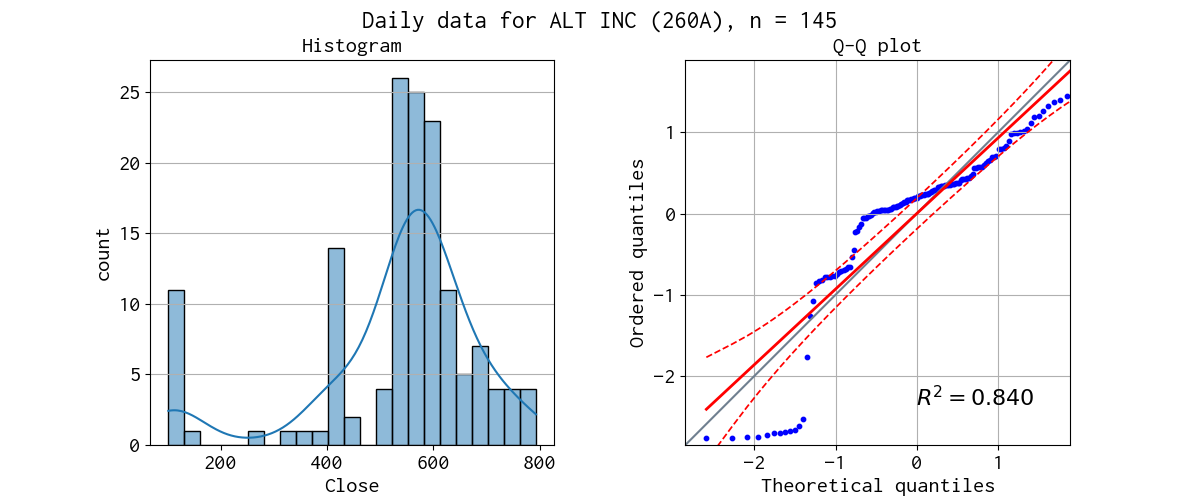 Daily data for ALT INC (260A), n = 145
Histogram
count
25
20
15
10
5
0
200
400
600
800
Close
Q-Q plot
Ordered quantiles
1
0
−1
−2
R² = 0.840
−2
−1
0
1
Theoretical quantiles